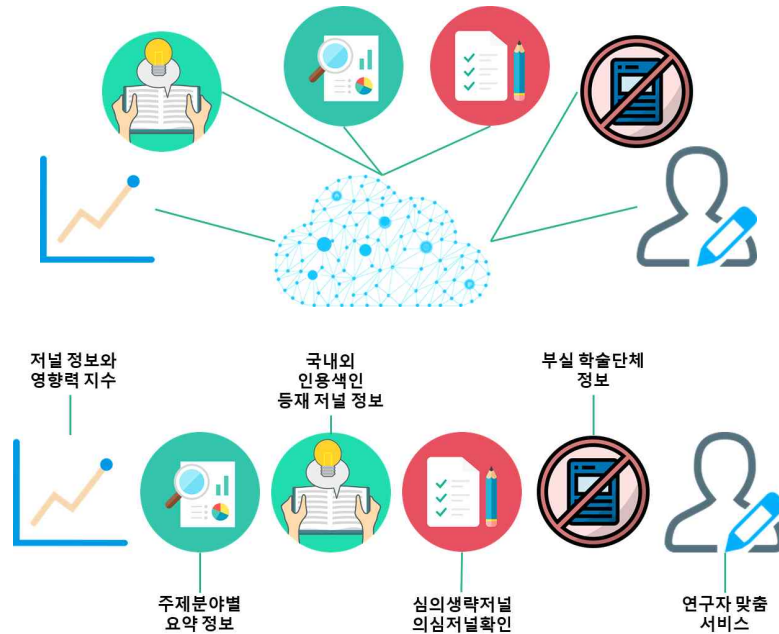 저널 정보와
영향력 지수
국내외
인용색인
등재 저널 정보
부실 학술단체
정보
주제분야별
요약 정보
심의생략저널
의심저널확인
연구자 맞춤
서비스